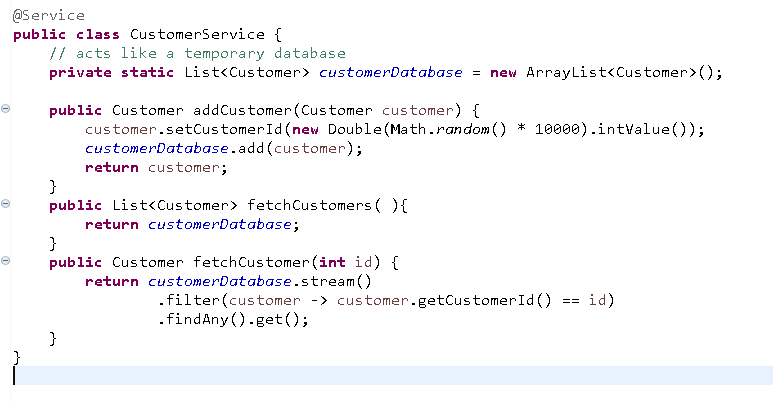 @Service
public class CustomerService {
// acts like a temporary database
private static List<Customer> customerDatabase = new ArrayList<Customer>();
public Customer addCustomer(Customer customer) {
customer.setCustomerId(new Double(Math.random() * 10000).intValue());
customerDatabase.add(customer);
return customer;
}
public List<Customer> fetchCustomers( ){
return customerDatabase;
}
public Customer fetchCustomer(int id) {
return customerDatabase.stream()
.filter(customer -> customer.getCustomerId() == id)
.findAny().get();
}
}